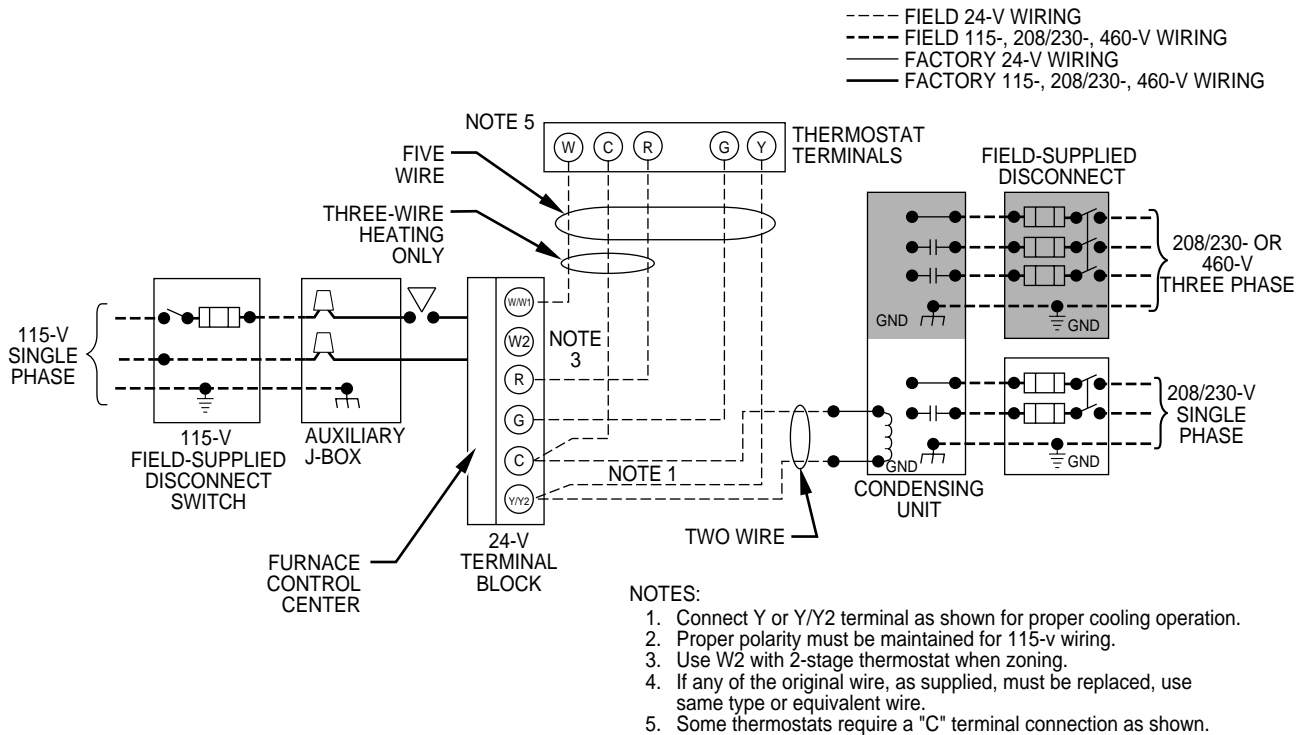 FIELD 24-V WIRING
FIELD 115-, 208/230-, 460-V WIRING
FACTORY 24-V WIRING
FACTORY 115-, 208/230-, 460-V WIRING
NOTE 5
W C R G Y
THERMOSTAT
TERMINALS
FIVE
WIRE
THREE-WIRE
HEATING
ONLY
FIELD-SUPPLIED
DISCONNECT
208/230- OR
460-V
THREE PHASE
GND
GND
115-V
SINGLE
PHASE
W/W1
W2
R
G
C
Y/Y2
NOTE
3
NOTE 1
208/230-V
SINGLE
PHASE
GND
GND
115-V
FIELD-SUPPLIED
DISCONNECT
SWITCH
AUXILIARY
J-BOX
CONDENSING
UNIT
TWO WIRE
FURNACE
CONTROL
CENTER
24-V
TERMINAL
BLOCK
NOTES:
1. Connect Y or Y/Y2 terminal as shown for proper cooling operation.
2. Proper polarity must be maintained for 115-v wiring.
3. Use W2 with 2-stage thermostat when zoning.
4. If any of the original wire, as supplied, must be replaced, use
same type or equivalent wire.
5. Some thermostats require a "C" terminal connection as shown.